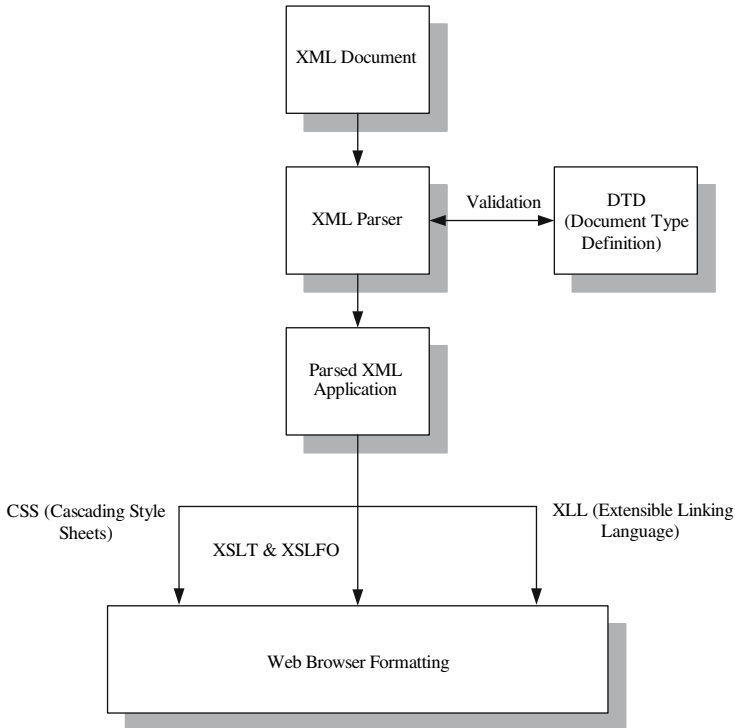 XML Document
XML Parser
Validation
DTD
(Document Type
Definition)
Parsed XML
Application
CSS (Cascading Style
Sheets)
XSLT & XSLFO
XLL (Extensible Linking
Language)
Web Browser Formatting